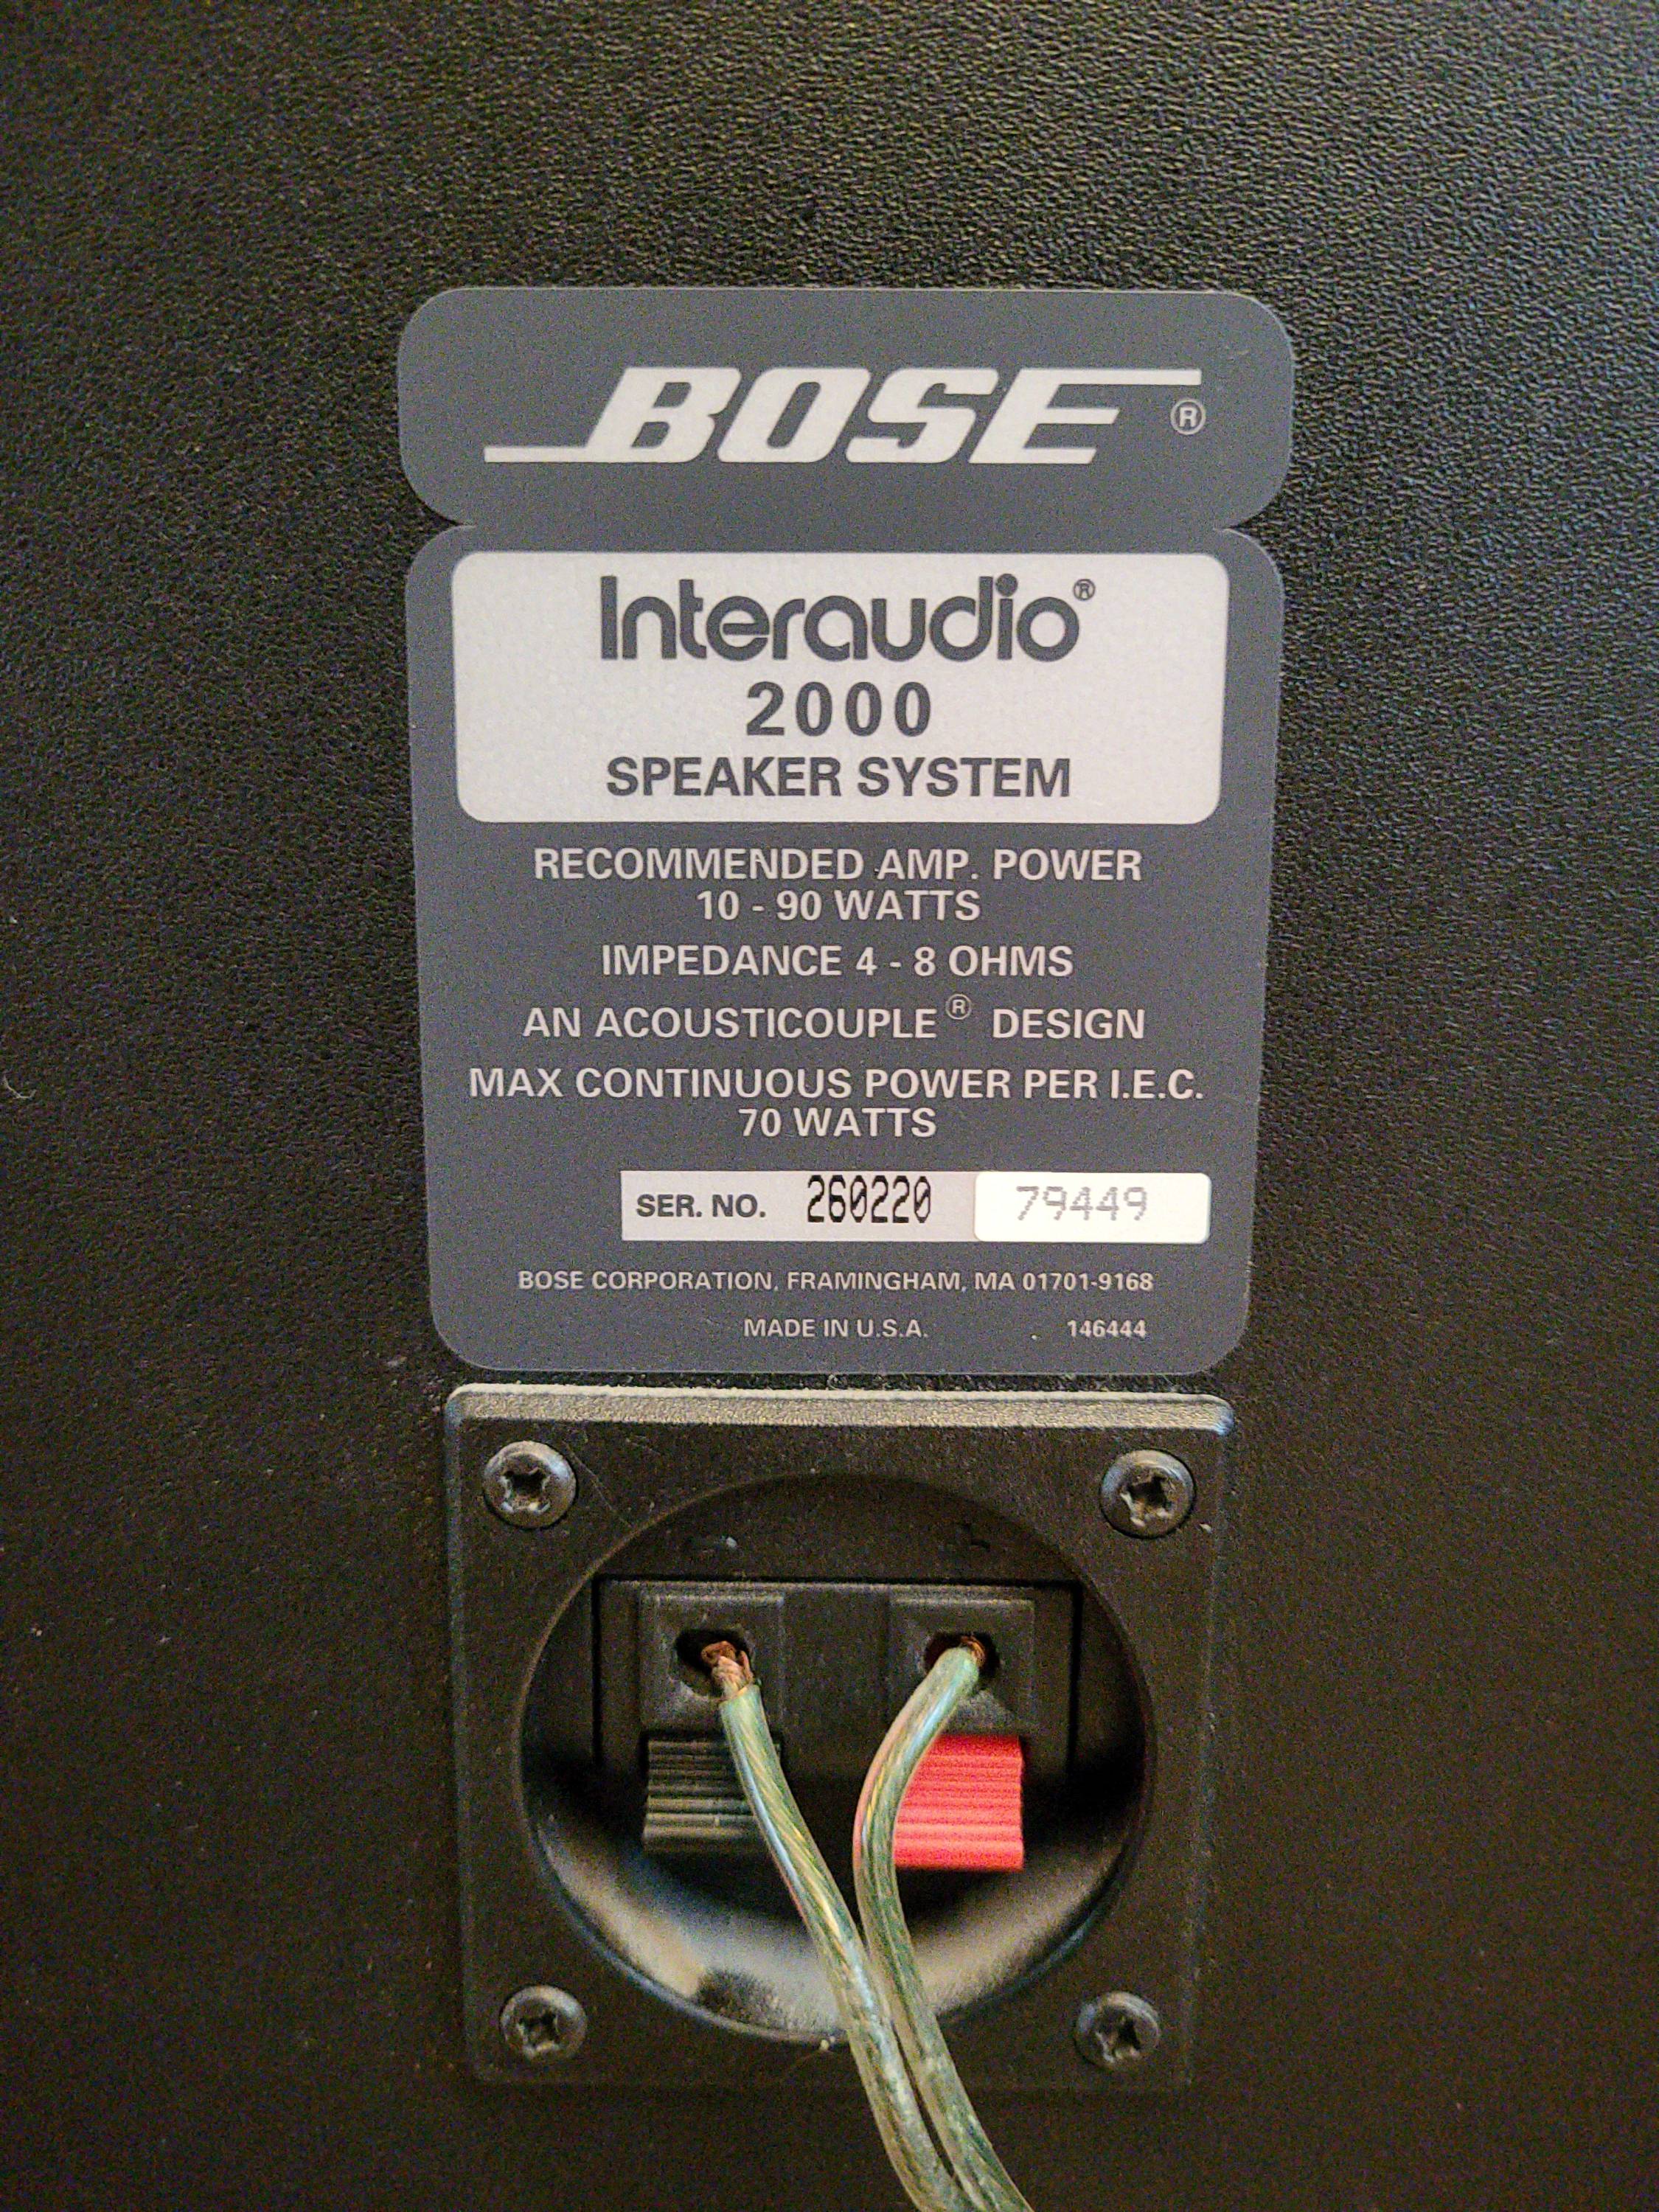 BOSE®
Interaudio®
2000
SPEAKER SYSTEM
RECOMMENDED AMP. POWER
10 - 90 WATTS
IMPEDANCE 4 - 8 OHMS
AN ACOUSTICOUPLE® DESIGN
MAX CONTINUOUS POWER PER I.E.C.
70 WATTS
SER. NO. 260220 79449
BOSE CORPORATION, FRAMINGHAM, MA 01701-9168
MADE IN U.S.A. 146444